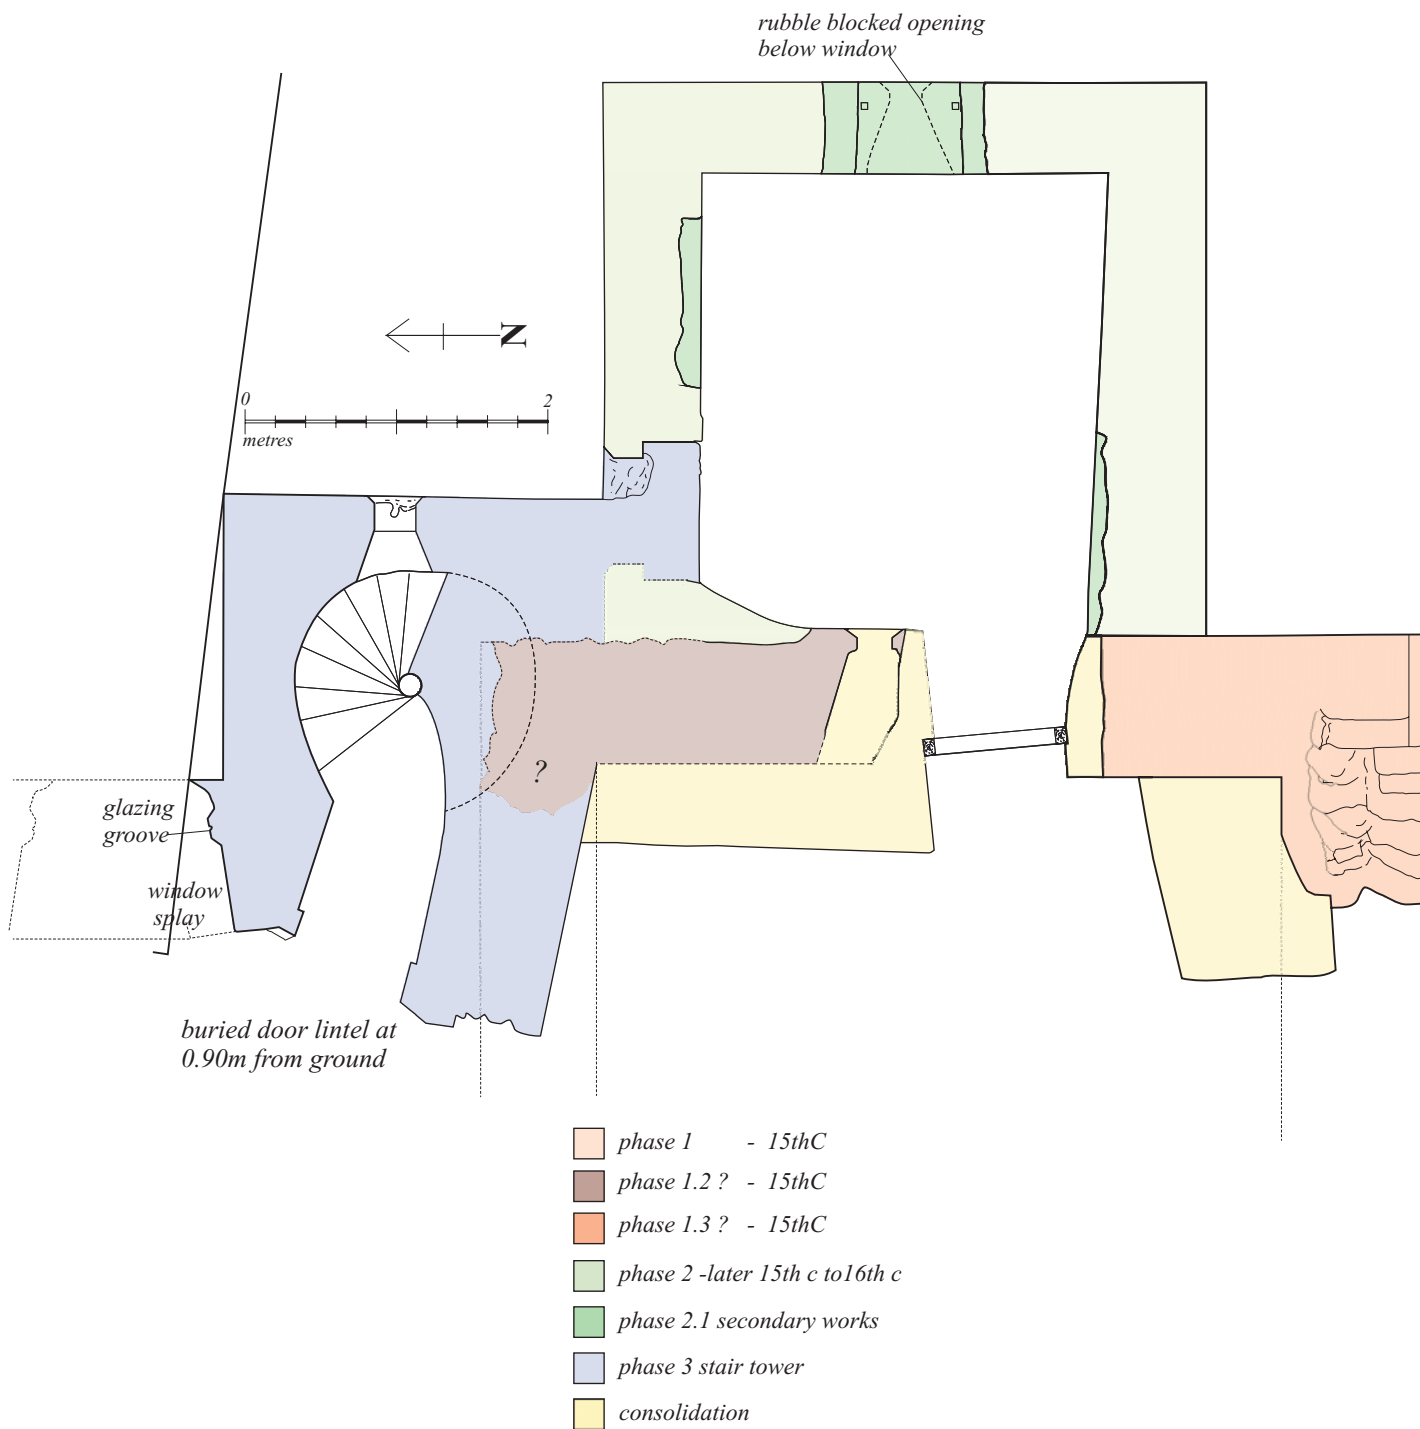 rubble blocked opening
below window
N
0 2
metres
glazing
groove
window
splay
?
buried door lintel at
0.90m from ground
phase 1 - 15thC
phase 1.2 ? - 15thC
phase 1.3 ? - 15thC
phase 2 -later 15th c to16th c
phase 2.1 secondary works
phase 3 stair tower
consolidation